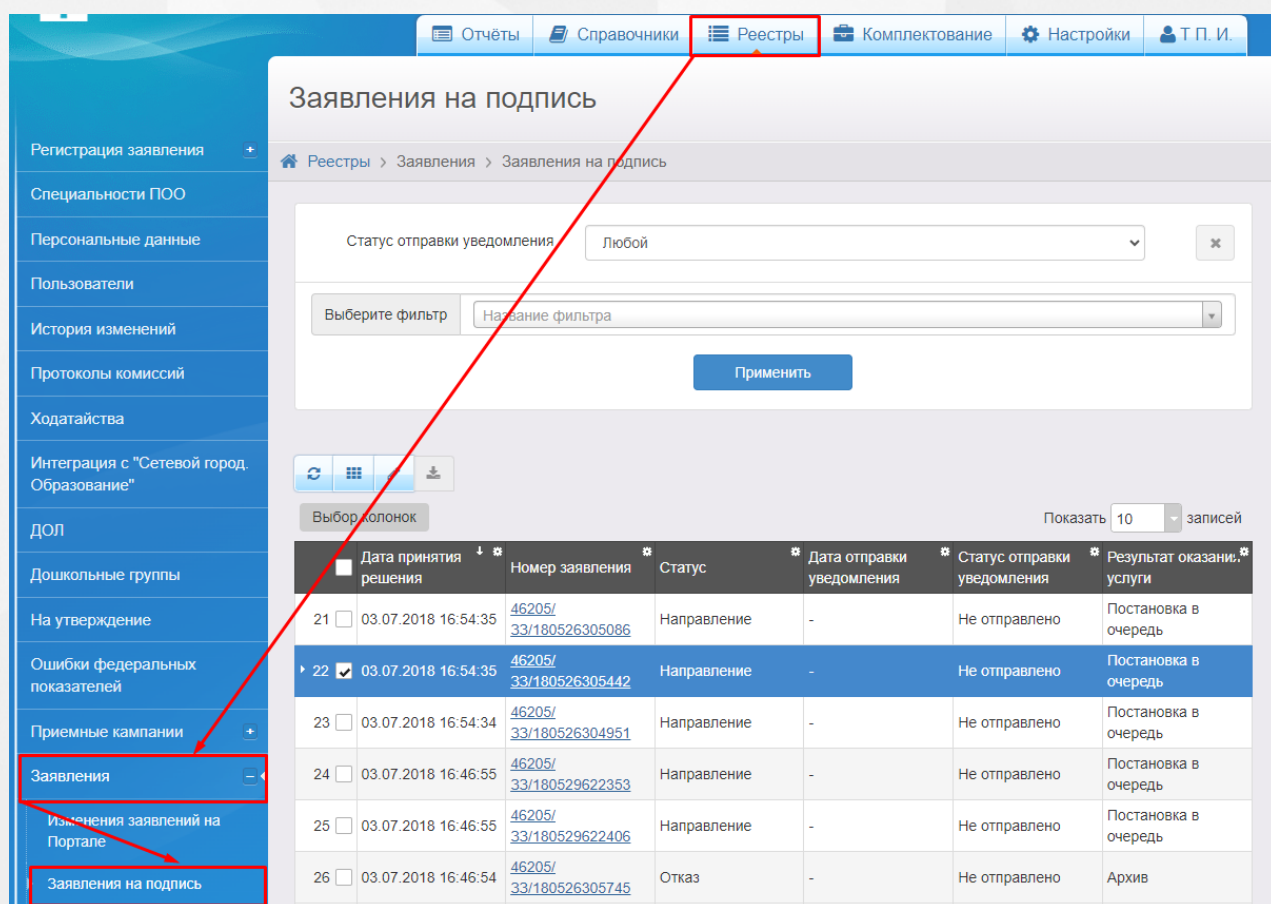 Отчёты Справочники Реестры Комплектование Настройки Т П. И.
Заявления на подпись
Реестры > Заявления > Заявления на подпись
Регистрация заявления
Специальности ПОО
Персональные данные
Пользователи
История изменений
Протоколы комиссий
Ходатайства
Интеграция с "Сетевой город.
Образование"
ДОЛ
Дошкольные группы
На утверждение
Ошибки федеральных
показателей
Приемные кампании
Заявления
Изменения заявлений на
Портале
Заявления на подпись
Статус отправки уведомления Любой
Выберите фильтр Название фильтра
Применить
Выбор колонок Показать 10 записей
Дата принятия
решения
Номер заявления
Статус
Дата отправки
уведомления
Статус отправки
уведомления
Результат оказани
услуги
21 03.07.2018 16:54:35 46205/
33/180526305086 Направление - Не отправлено Постановка в
очередь
22 03.07.2018 16:54:35 46205/
33/180526305442 Направление - Не отправлено Постановка в
очередь
23 03.07.2018 16:54:34 46205/
33/180526304951 Направление - Не отправлено Постановка в
очередь
24 03.07.2018 16:46:55 46205/
33/180529622353 Направление - Не отправлено Постановка в
очередь
25 03.07.2018 16:46:55 46205/
33/180529622406 Направление - Не отправлено Постановка в
очередь
26 03.07.2018 16:46:54 46205/
33/180526305745 Отказ - Не отправлено Архив